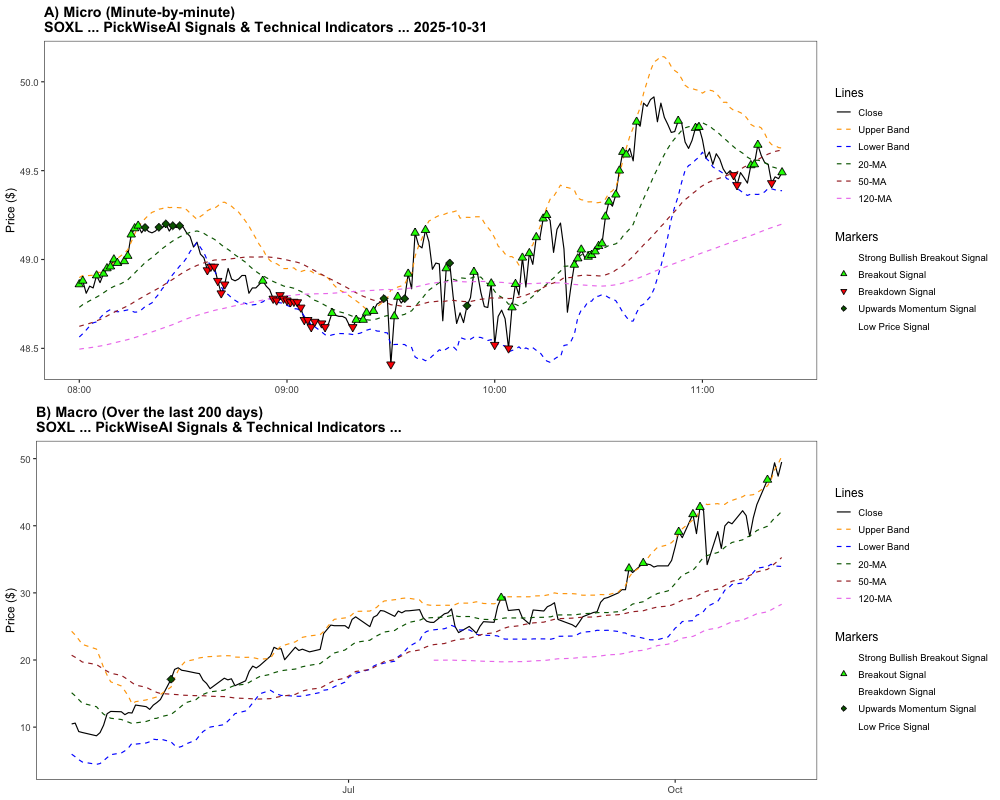 A) Micro (Minute-by-minute)
SOXL ... PickWiseAI Signals & Technical Indicators ... 2025-10-31
Price ($)
50.0
49.5
49.0
48.5
08:00 09:00 10:00 11:00
Lines
Close
Upper Band
Lower Band
20-MA
50-MA
120-MA
Markers
Strong Bullish Breakout Signal
Breakout Signal
Breakdown Signal
Upwards Momentum Signal
Low Price Signal
B) Macro (Over the last 200 days)
SOXL ... PickWiseAI Signals & Technical Indicators ...
Price ($)
50
40
30
20
10
Jul Oct
Lines
Close
Upper Band
Lower Band
20-MA
50-MA
120-MA
Markers
Strong Bullish Breakout Signal
Breakout Signal
Breakdown Signal
Upwards Momentum Signal
Low Price Signal